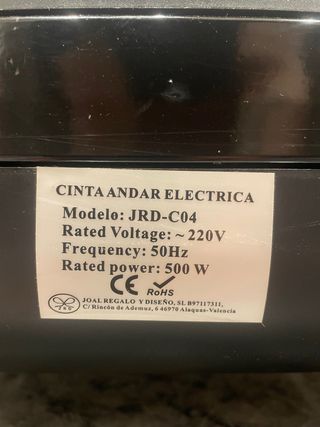 CINTA ANDAR ELECTRICA
Modelo: JRD-C04
Rated Voltage: ~ 220V
Frequency: 50Hz
Rated power: 500 W
CE RoHS
JOAL REGALO Y DISEÑO, SL B97117311,
C/ Rincón de Ademuz, 6 46970 Alaquas-Valencia